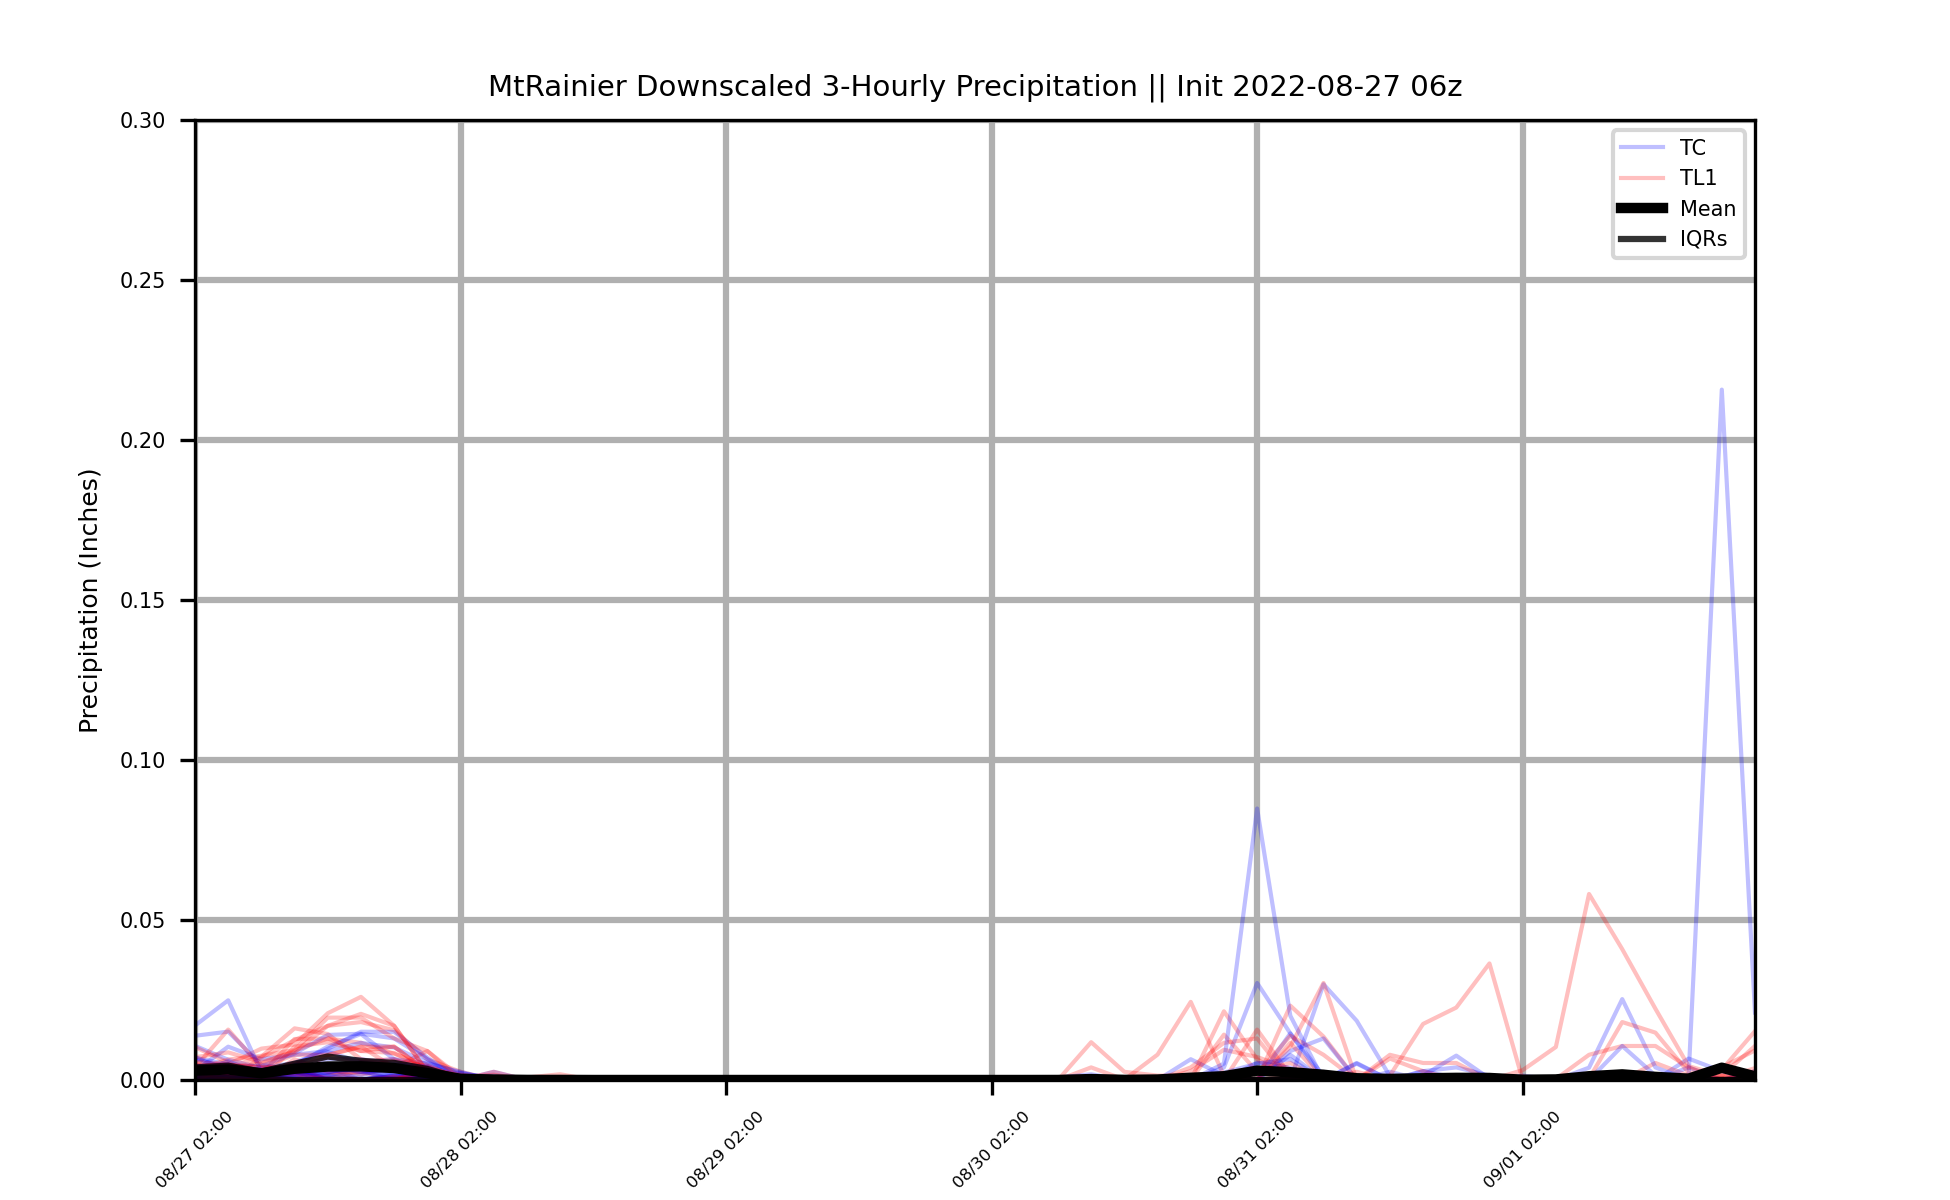 MtRainier Downscaled 3-Hourly Precipitation || Init 2022-08-27 06z
TC
TL1
Mean
IQRs
Precipitation (Inches)
0.30
0.25
0.20
0.15
0.10
0.05
0.00
08/27 02:00
08/28 02:00
08/29 02:00
08/30 02:00
08/31 02:00
09/01 02:00